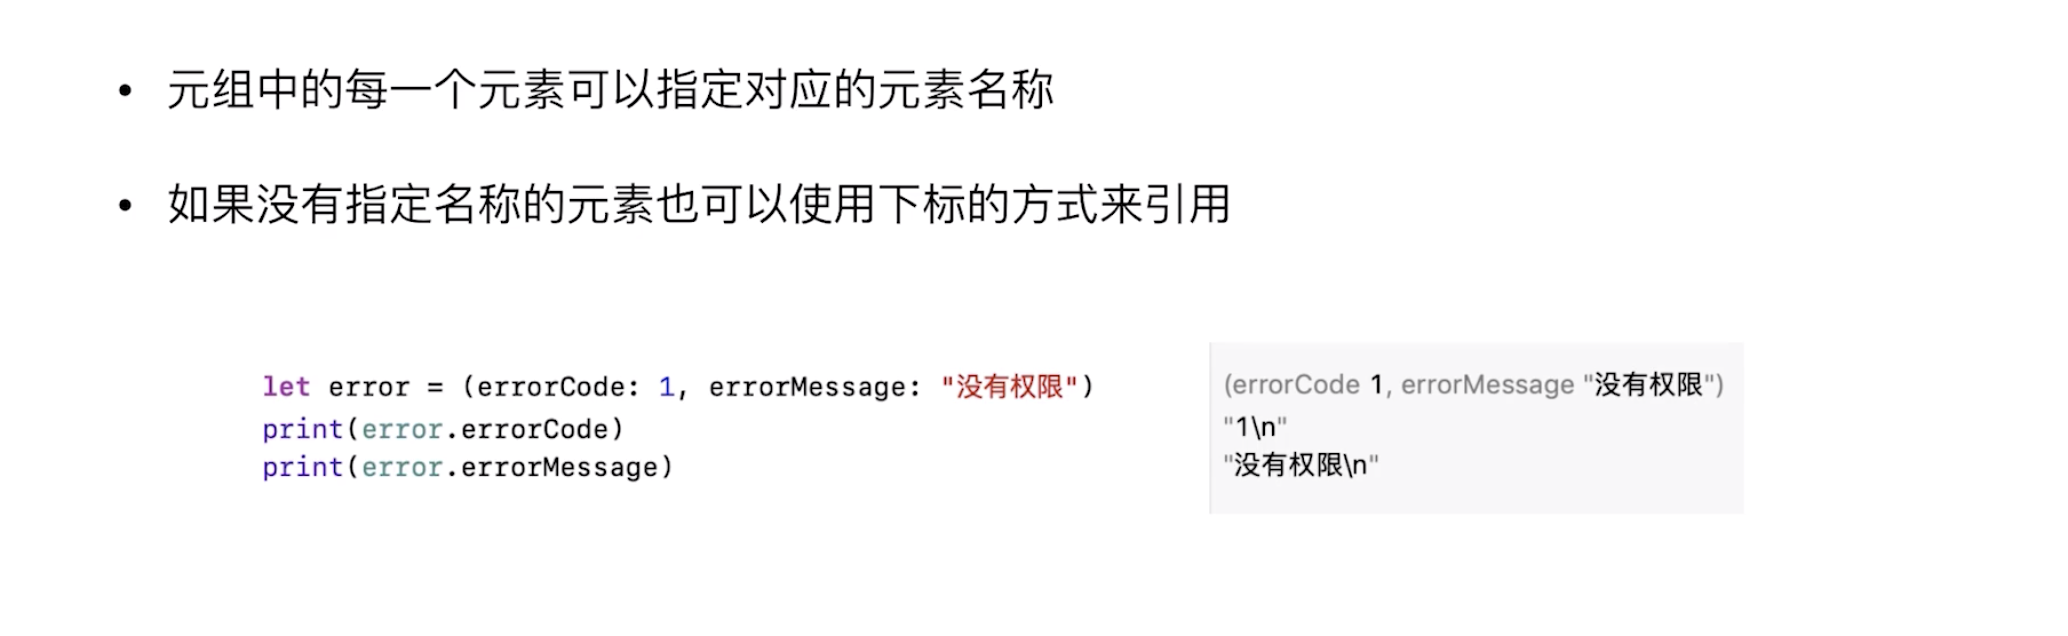 • 元组中的每一个元素可以指定对应的元素名称
• 如果没有指定名称的元素也可以使用下标的方式来引用
let error = (errorCode: 1, errorMessage: "没有权限")
print(error.errorCode)
print(error.errorMessage)
(errorCode 1, errorMessage "没有权限")
"1\n"
"没有权限\n"